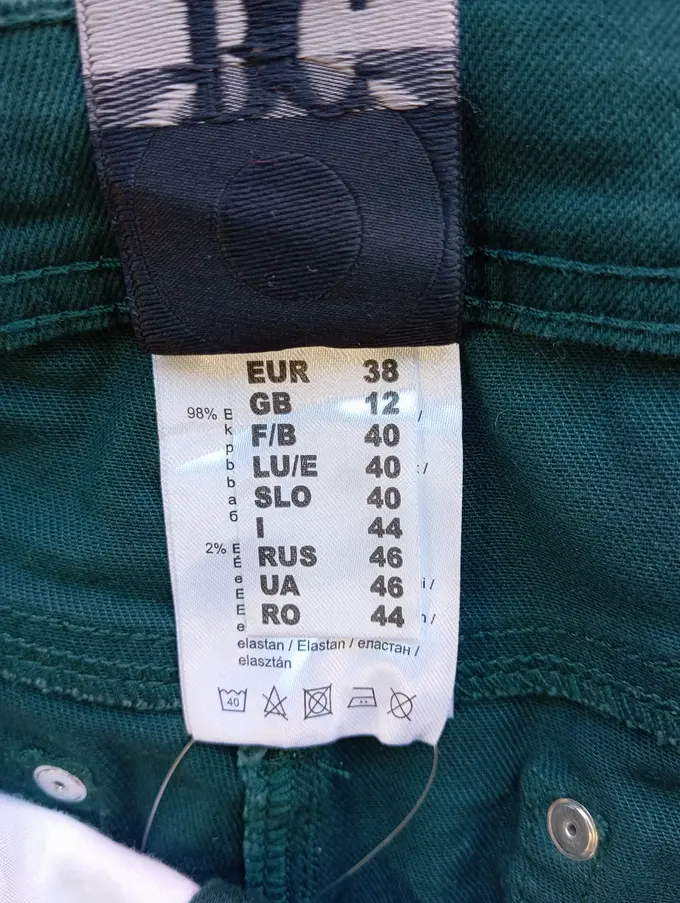 EUR 38
GB 12
98% E /
k
F/B 40
p
LU/E 40 : /
b
b
SLO 40
a
б
I 44
2% E
RUS 46
É
e
UA 46 i /
E
E
RO 44 /
e
elastan / Elastan / еластан /
elasztán
40